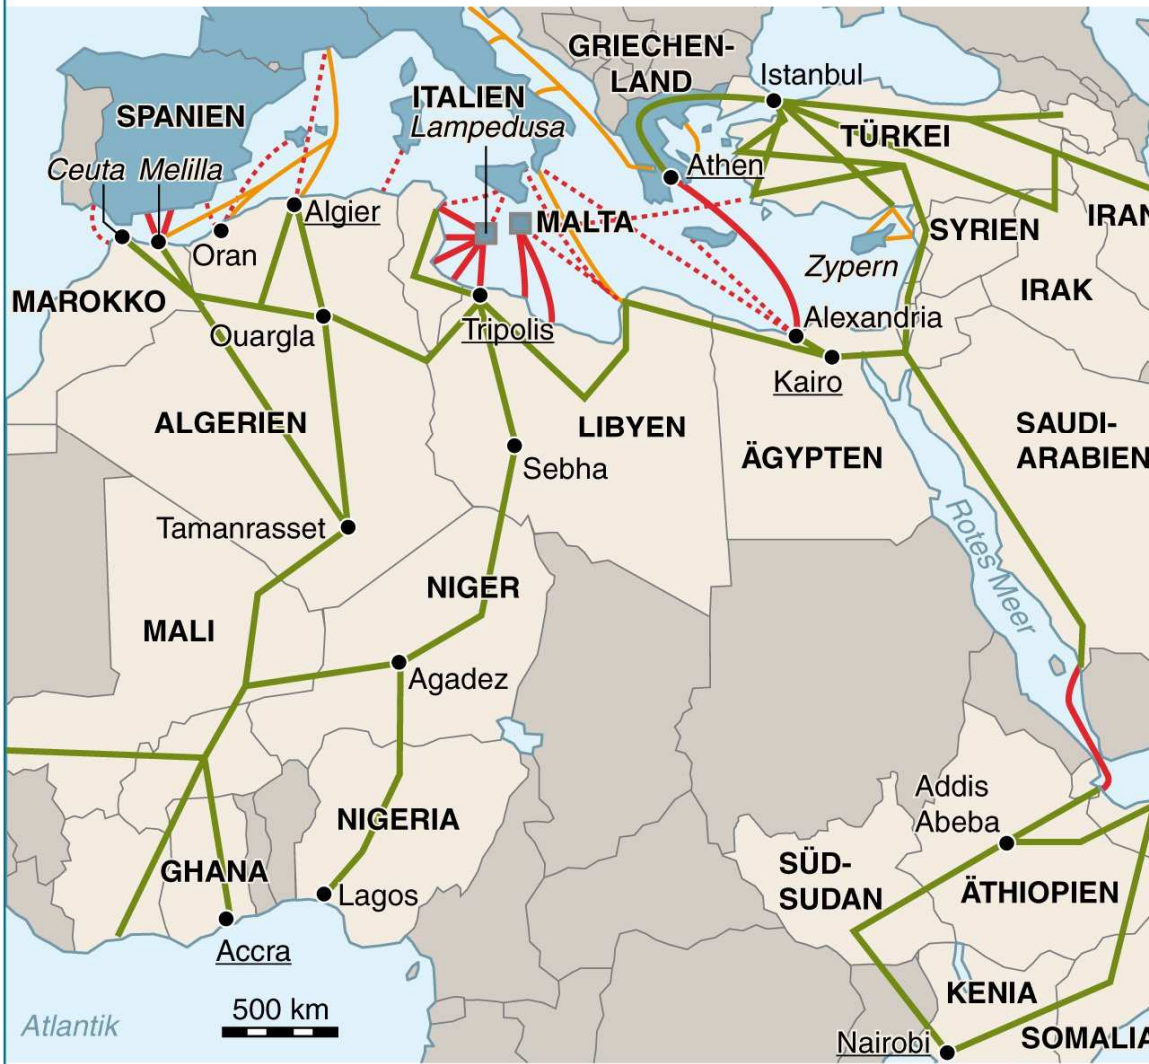 GRIECHEN-
LAND
Istanbul
SPANIEN
ITALIEN
Lampedusa
TÜRKEI
Ceuta
Melilla
Athen
Algier
MALTA
SYRIEN
IRAN
Oran
Zypern
MAROKKO
IRAK
Ouargla
Tripolis
Alexandria
Kairo
ALGERIEN
LIBYEN
SAUDI-
ARABIEN
Sebha
ÄGYPTEN
Tamanrasset
Rotes Meer
NIGER
MALI
Agadez
Addis
Abeba
NIGERIA
GHANA
SÜD-
SUDAN
Lagos
ÄTHIOPIEN
Accra
KENIA
500 km
Atlantik
Nairobi
SOMALIA